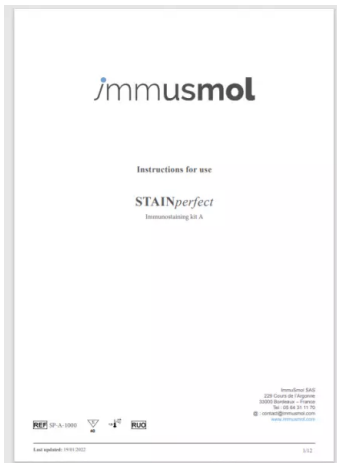 immusmol
Instructions for use
STAINperfect
Immunostaining kit A
ImmuSmol SAS
229 Cours de l'Argonne
33000 Bordeaux – France
Tel : 05 64 31 11 70
@ : contact@immusmol.com
www.immusmol.com
REF SP-A-1000
RUO
Last updated: 19/01/2022
1/12